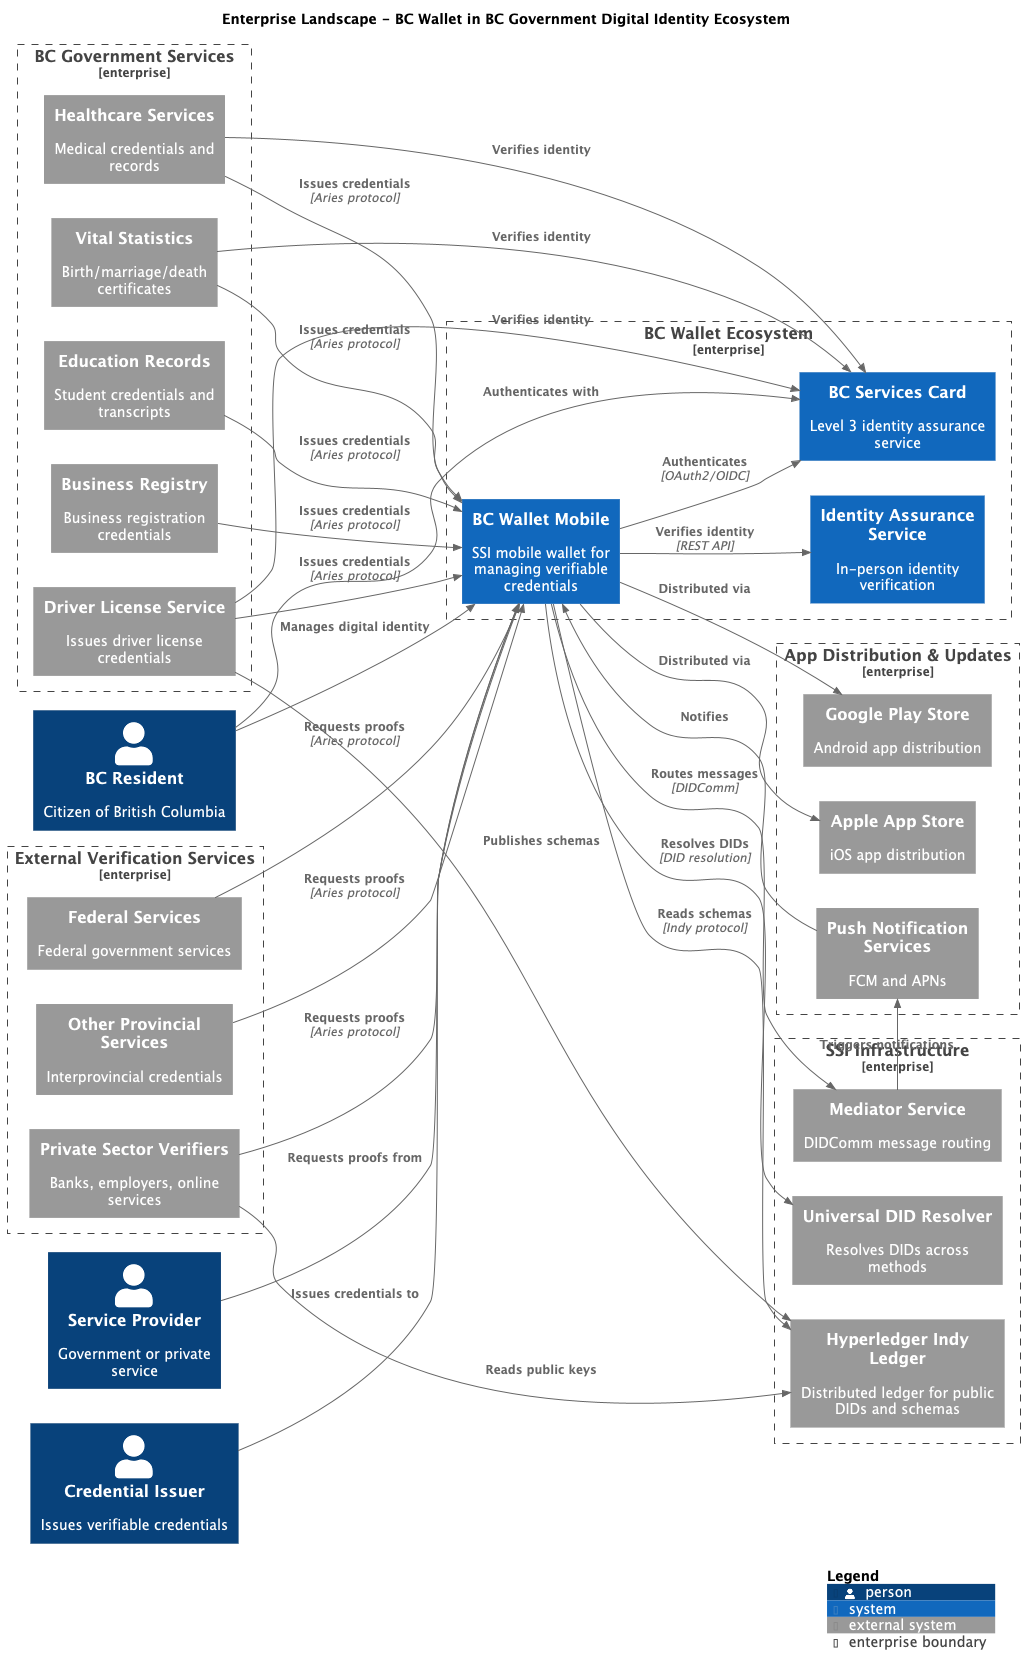 Enterprise Landscape - BC Wallet in BC Government Digital Identity Ecosystem
BC Government Services
[enterprise]
Healthcare Services
Medical credentials and
records
Vital Statistics
Birth/marriage/death
certificates
Education Records
Student credentials and
transcripts
Business Registry
Business registration
credentials
Driver License Service
Issues driver license
credentials
BC Resident
Citizen of British Columbia
External Verification Services
[enterprise]
Federal Services
Federal government services
Other Provincial
Services
Interprovincial credentials
Private Sector Verifiers
Banks, employers, online
services
Service Provider
Government or private
service
Credential Issuer
Issues verifiable credentials
Issues credentials
[Aries protocol]
Issues credentials
[Aries protocol]
Issues credentials
[Aries protocol]
Issues credentials
[Aries protocol]
Issues credentials
[Aries protocol]
Manages digital identity
Requests proofs
[Aries protocol]
Requests proofs
[Aries protocol]
Requests proofs
[Aries protocol]
Requests proofs from
Issues credentials to
Verifies identity
Verifies identity
Verifies identity
Authenticates with
Publishes schemas
Reads public keys
BC Wallet Ecosystem
[enterprise]
BC Wallet Mobile
SSI mobile wallet for
managing verifiable
credentials
BC Services Card
Level 3 identity assurance
service
Identity Assurance
Service
In-person identity
verification
Authenticates
[OAuth2/OIDC]
Verifies identity
[REST API]
Distributed via
Distributed via
Notifies
Routes messages
[DIDComm]
Resolves DIDs
[DID resolution]
Reads schemas
[Indy protocol]
App Distribution & Updates
[enterprise]
Google Play Store
Android app distribution
Apple App Store
iOS app distribution
Push Notification
Services
FCM and APNs
Triggers notifications
SSI Infrastructure
[enterprise]
Mediator Service
DIDComm message routing
Universal DID Resolver
Resolves DIDs across
methods
Hyperledger Indy
Ledger
Distributed ledger for public
DIDs and schemas
Legend
person
system
external system
enterprise boundary